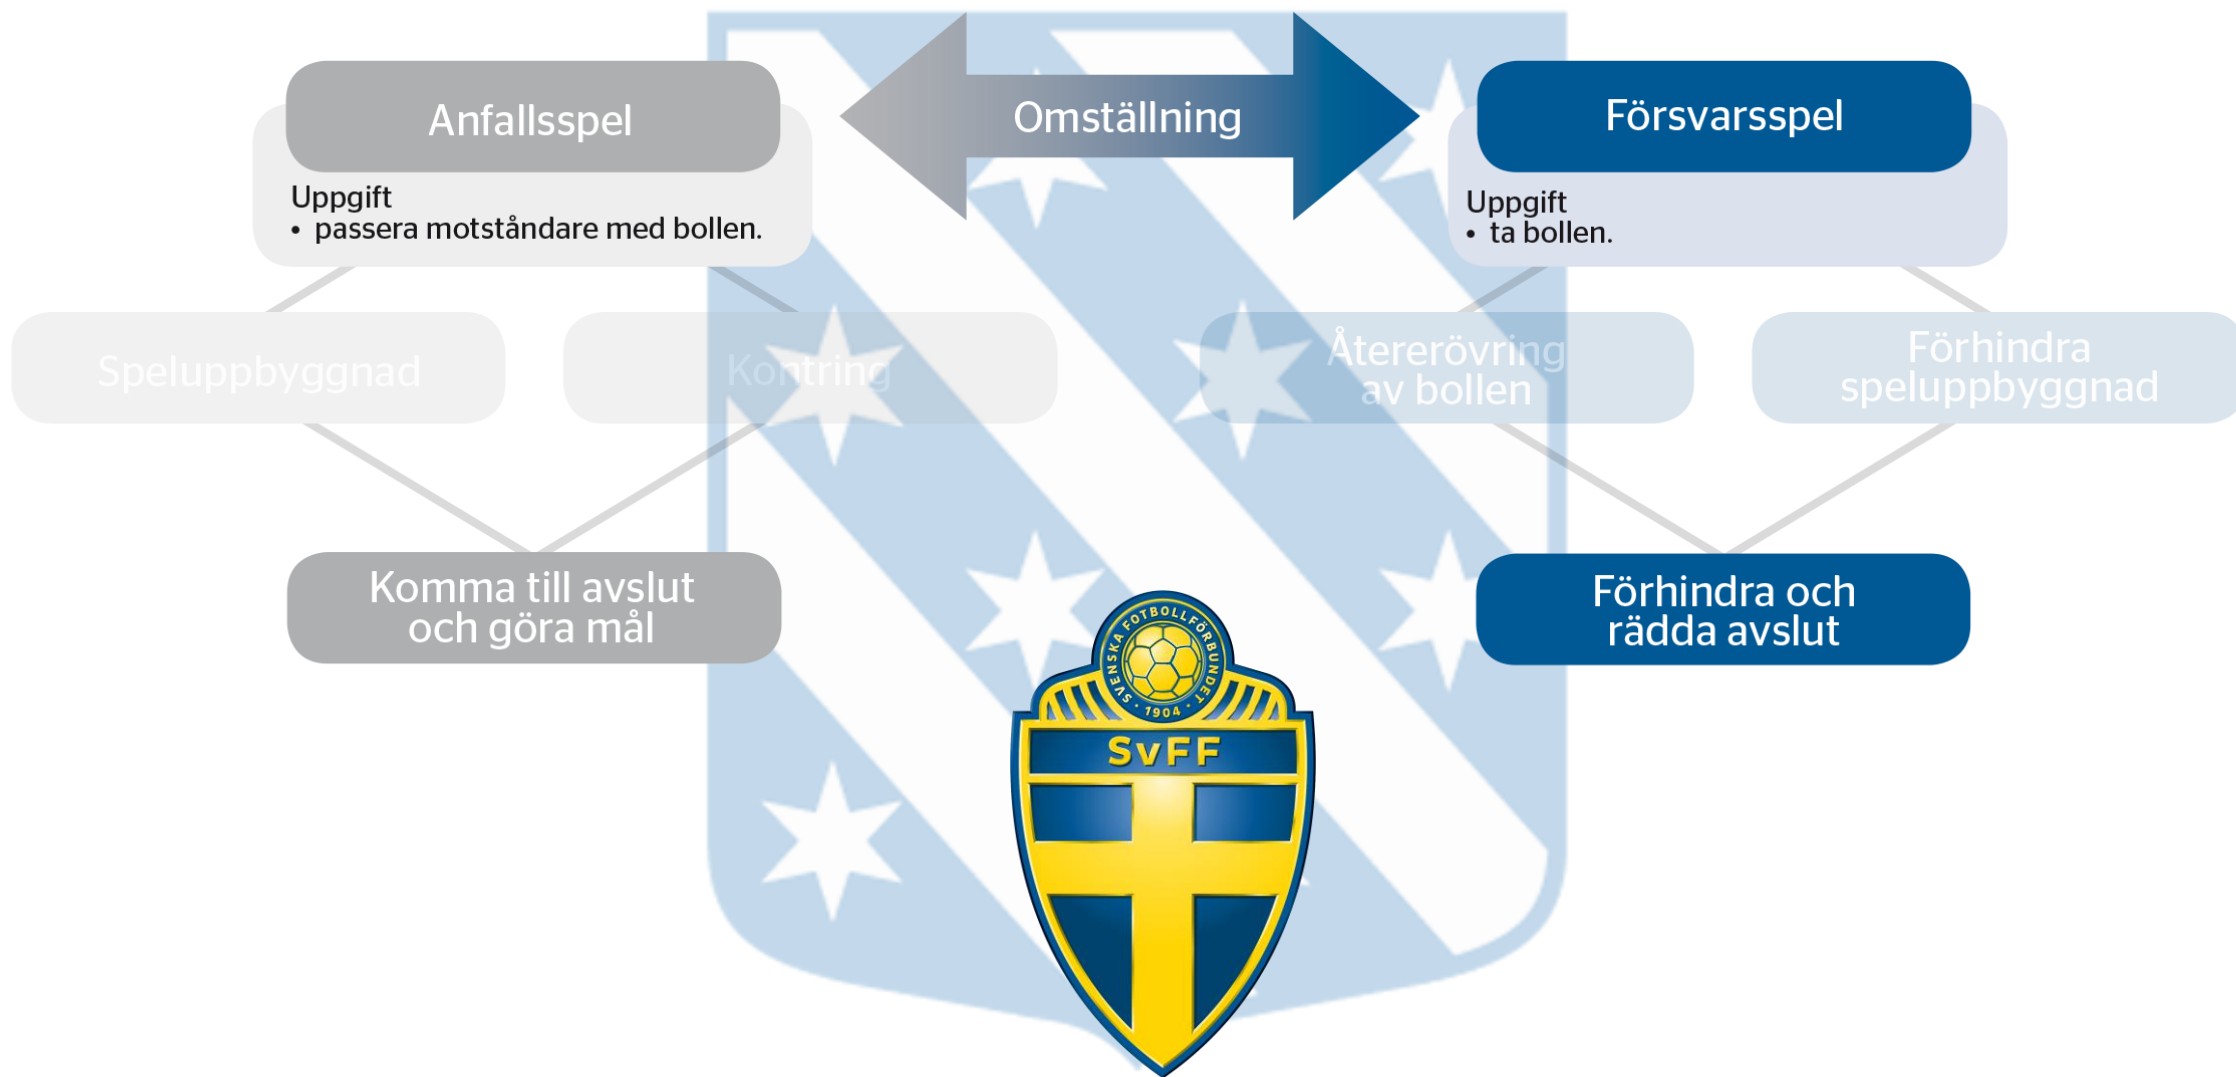 Anfallsspel
Uppgift
• passera motståndare med bollen.
Omställning
Försvarsspel
Uppgift
• ta bollen.
Speluppbyggnad
Kontring
Återerövring
av bollen
Förhindra
speluppbyggnad
Komma till avslut
och göra mål
Förhindra och
rädda avslut
SVENSKA FOTBOLLFÖRBUNDET
· 1904 ·
SvFF